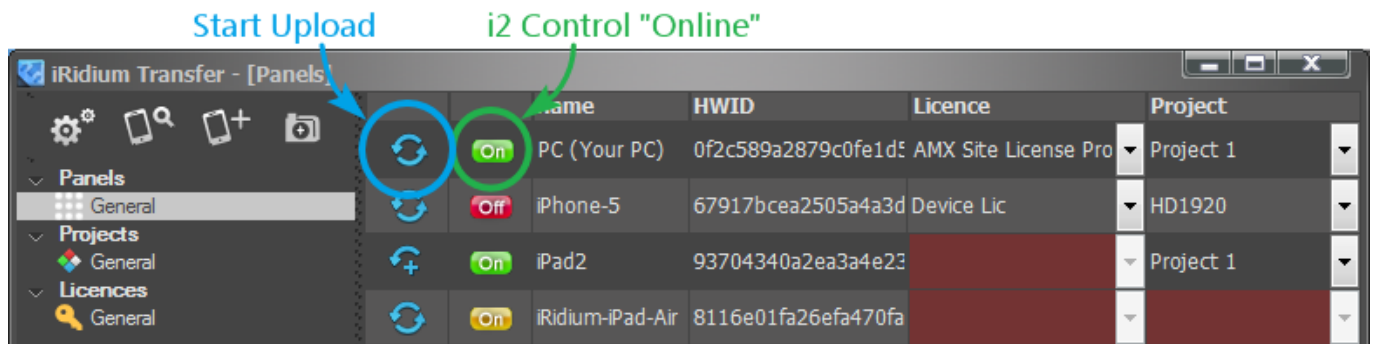 Start Upload i2 Control "Online"
iRidium Transfer - [Panels]
Name HWID Licence Project
On PC (Your PC) 0f2c589a2879c0fe1d5 AMX Site License Pro Project 1
Panels
General Off iPhone-5 67917bcea2505a4a3d Device Lic HD1920
Projects
General On iPad2 93704340a2ea3a4e23 Project 1
Licences
General On iRidium-iPad-Air 8116e01fa26efa470fa